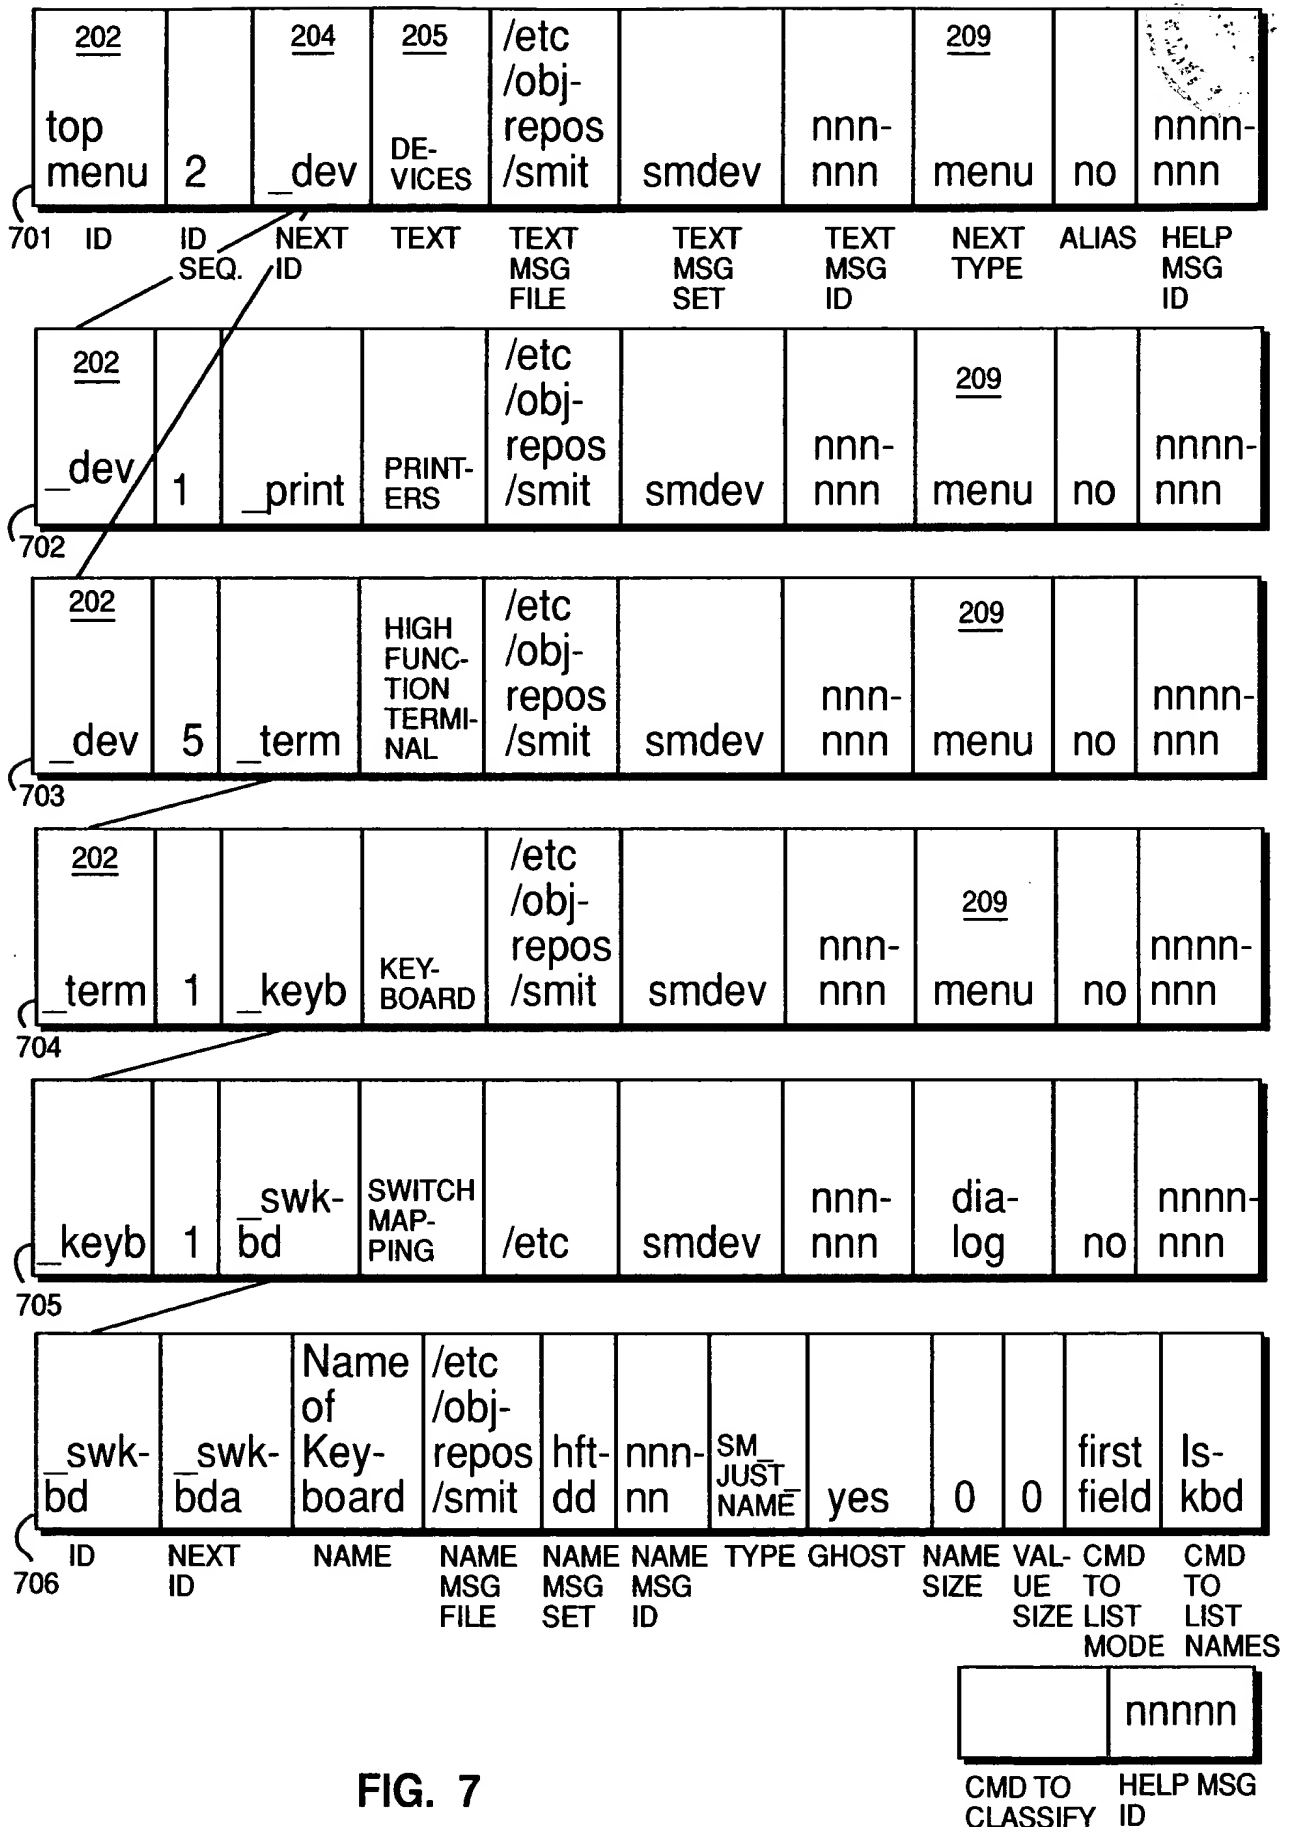 202 204 205 /etc 209
/obj-
top DE- repos nnn- nnnn-
menu 2 _dev VICES /smit smdev nnn menu no nnn
701 ID ID NEXT TEXT TEXT TEXT TEXT NEXT ALIAS HELP
SEQ. ID MSG MSG MSG TYPE MSG
FILE SET ID ID
202 /etc 209
/obj-
_dev PRINT- repos nnn- nnnn-
1 _print ERS /smit smdev nnn menu no nnn
702
202 /etc 209
HIGH
FUNC- /obj-
TION repos nnn- nnnn-
TERMI-
_dev 5 _term NAL /smit smdev nnn menu no nnn
703
202 /etc 209
/obj-
KEY- repos nnn- nnnn-
_term 1 _keyb BOARD /smit smdev nnn menu no nnn
704
_swk- SWITCH nnn- dia- nnnn-
MAP-
_keyb 1 bd PING /etc smdev nnn log no nnn
705
Name /etc
of /obj-
_swk- _swk- Key- repos hft- nnn- SM_ first ls-
JUST_
bd bda board /smit dd nn NAME yes 0 0 field kbd
706 ID NEXT NAME NAME NAME NAME TYPE GHOST NAME VAL- CMD CMD
ID MSG MSG MSG SIZE UE TO TO
FILE SET ID SIZE LIST LIST
MODE NAMES
nnnnn
CMD TO HELP MSG
CLASSIFY ID
FIG. 7